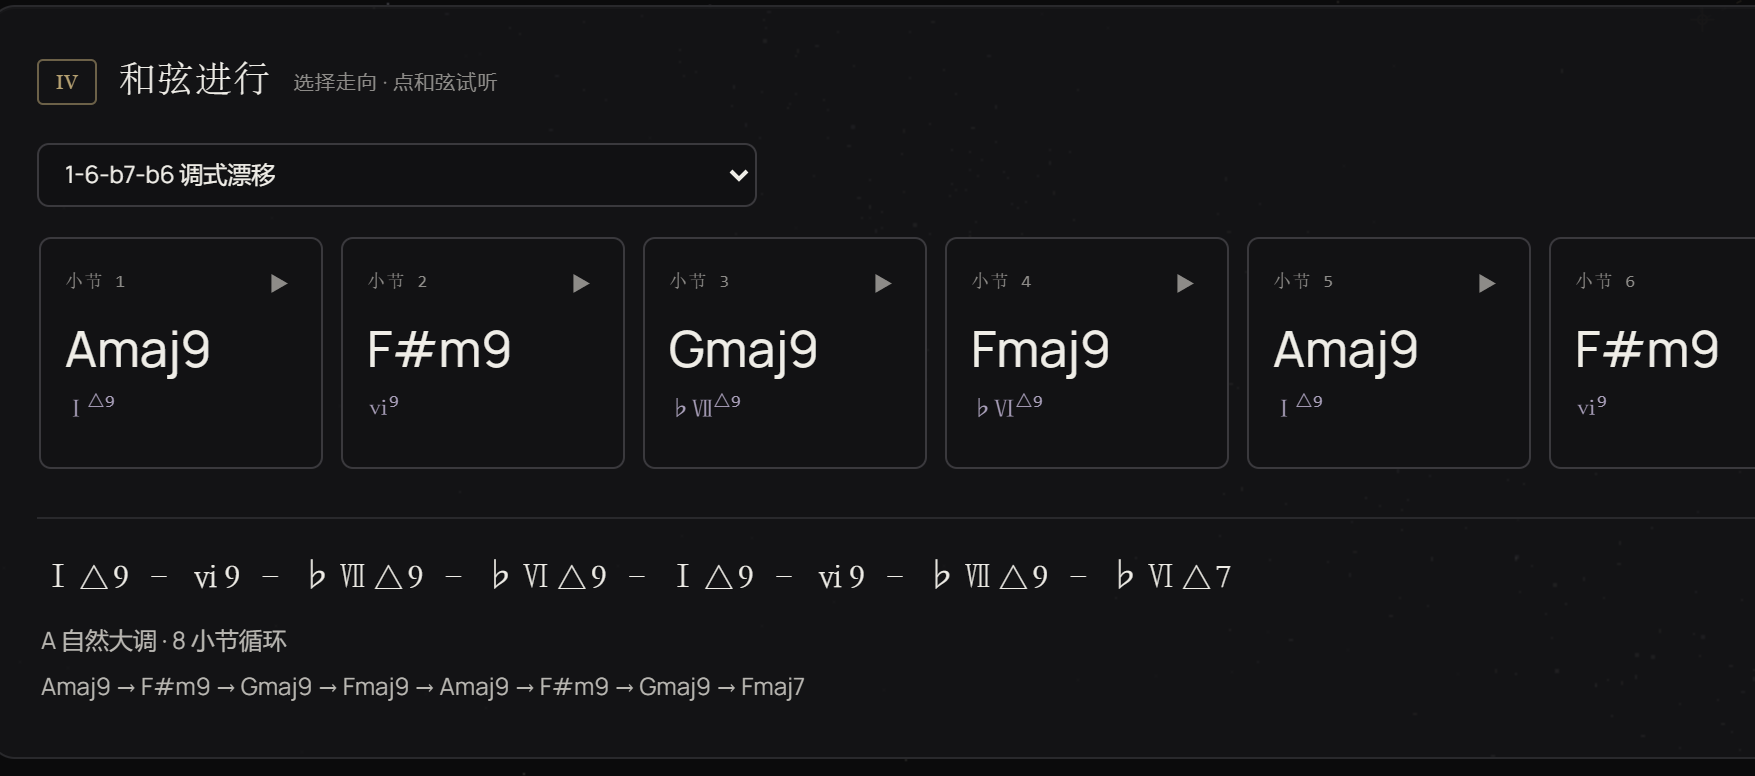 IV 和弦进行 选择走向 · 点和弦试听
1-6-b7-b6 调式漂移
小节 1 ▶ 小节 2 ▶ 小节 3 ▶ 小节 4 ▶ 小节 5 ▶ 小节 6
Amaj9 F#m9 Gmaj9 Fmaj9 Amaj9 F#m9
Ⅰ△9 ⅵ9 ♭Ⅶ△9 ♭Ⅵ△9 Ⅰ△9 ⅵ9
Ⅰ△9 – ⅵ9 – ♭Ⅶ△9 – ♭Ⅵ△9 – Ⅰ△9 – ⅵ9 – ♭Ⅶ△9 – ♭Ⅵ△7
A 自然大调 · 8 小节循环
Amaj9 → F#m9 → Gmaj9 → Fmaj9 → Amaj9 → F#m9 → Gmaj9 → Fmaj7